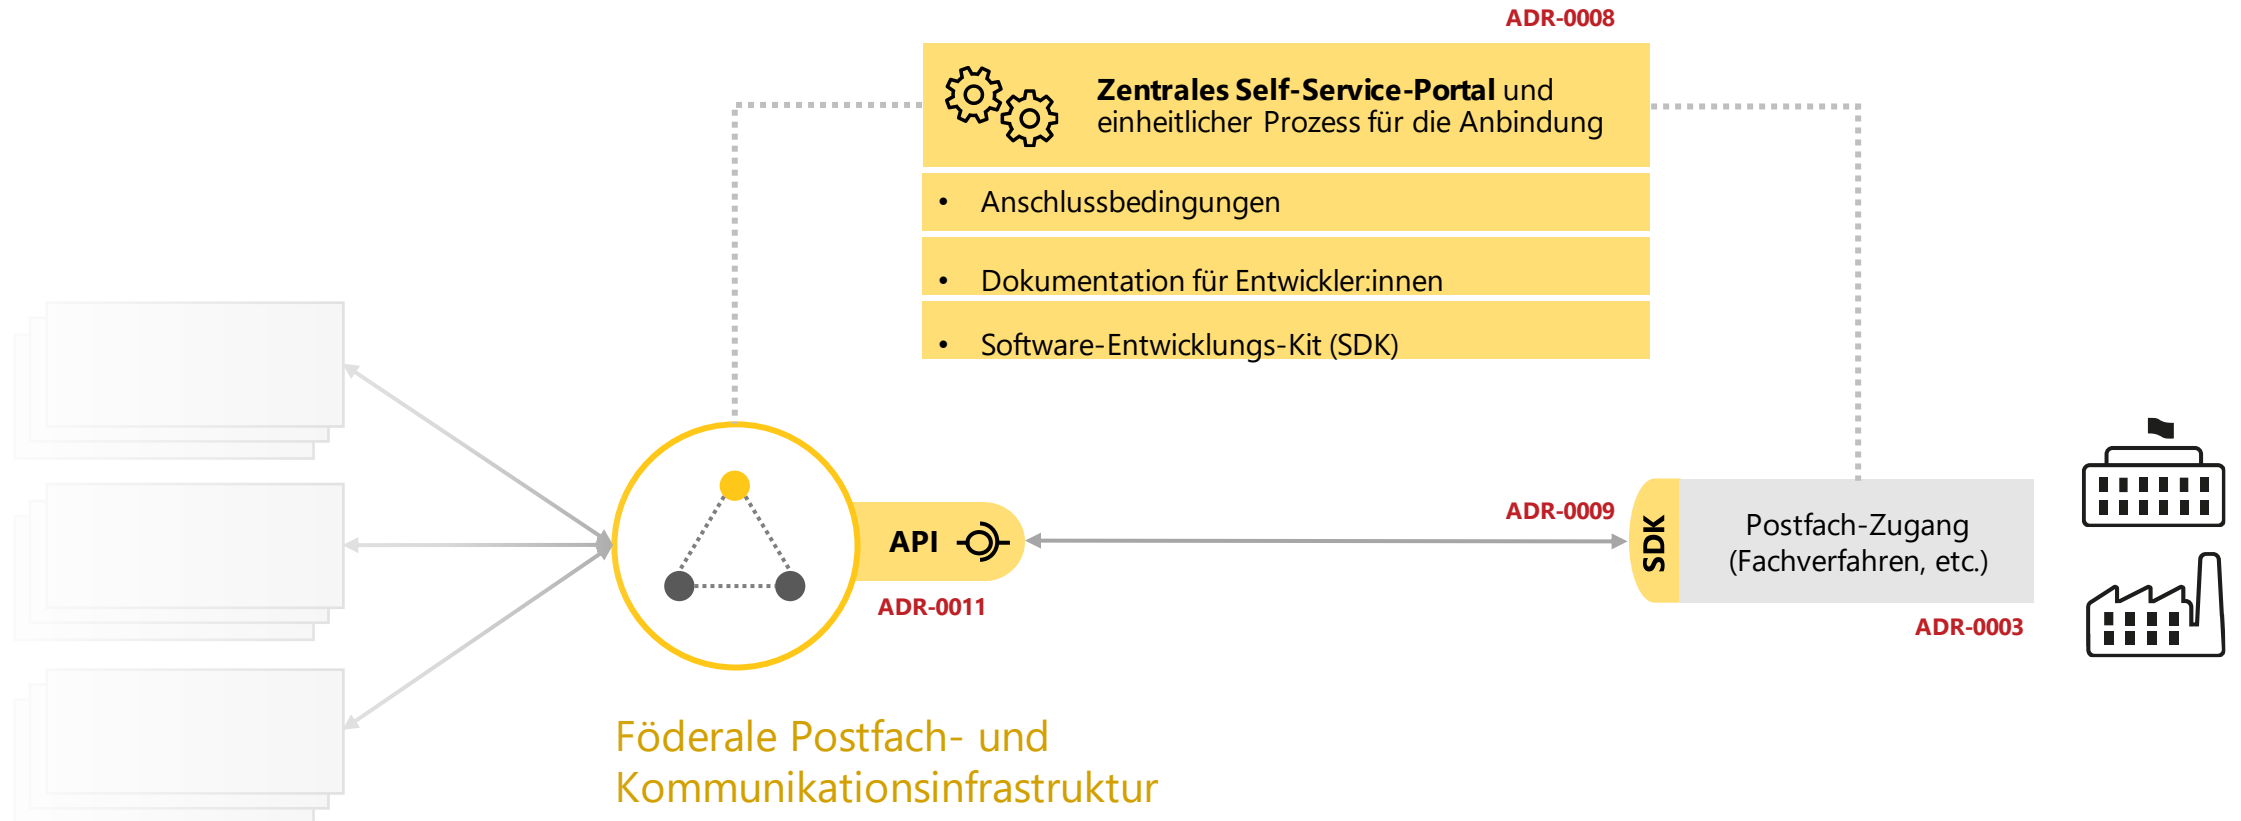 ADR-0008
Zentrales Self-Service-Portal und
einheitlicher Prozess für die Anbindung
• Anschlussbedingungen
• Dokumentation für Entwickler:innen
• Software-Entwicklungs-Kit (SDK)
API
ADR-0011
ADR-0009
SDK
Postfach-Zugang
(Fachverfahren, etc.)
ADR-0003
Föderale Postfach- und
Kommunikationsinfrastruktur